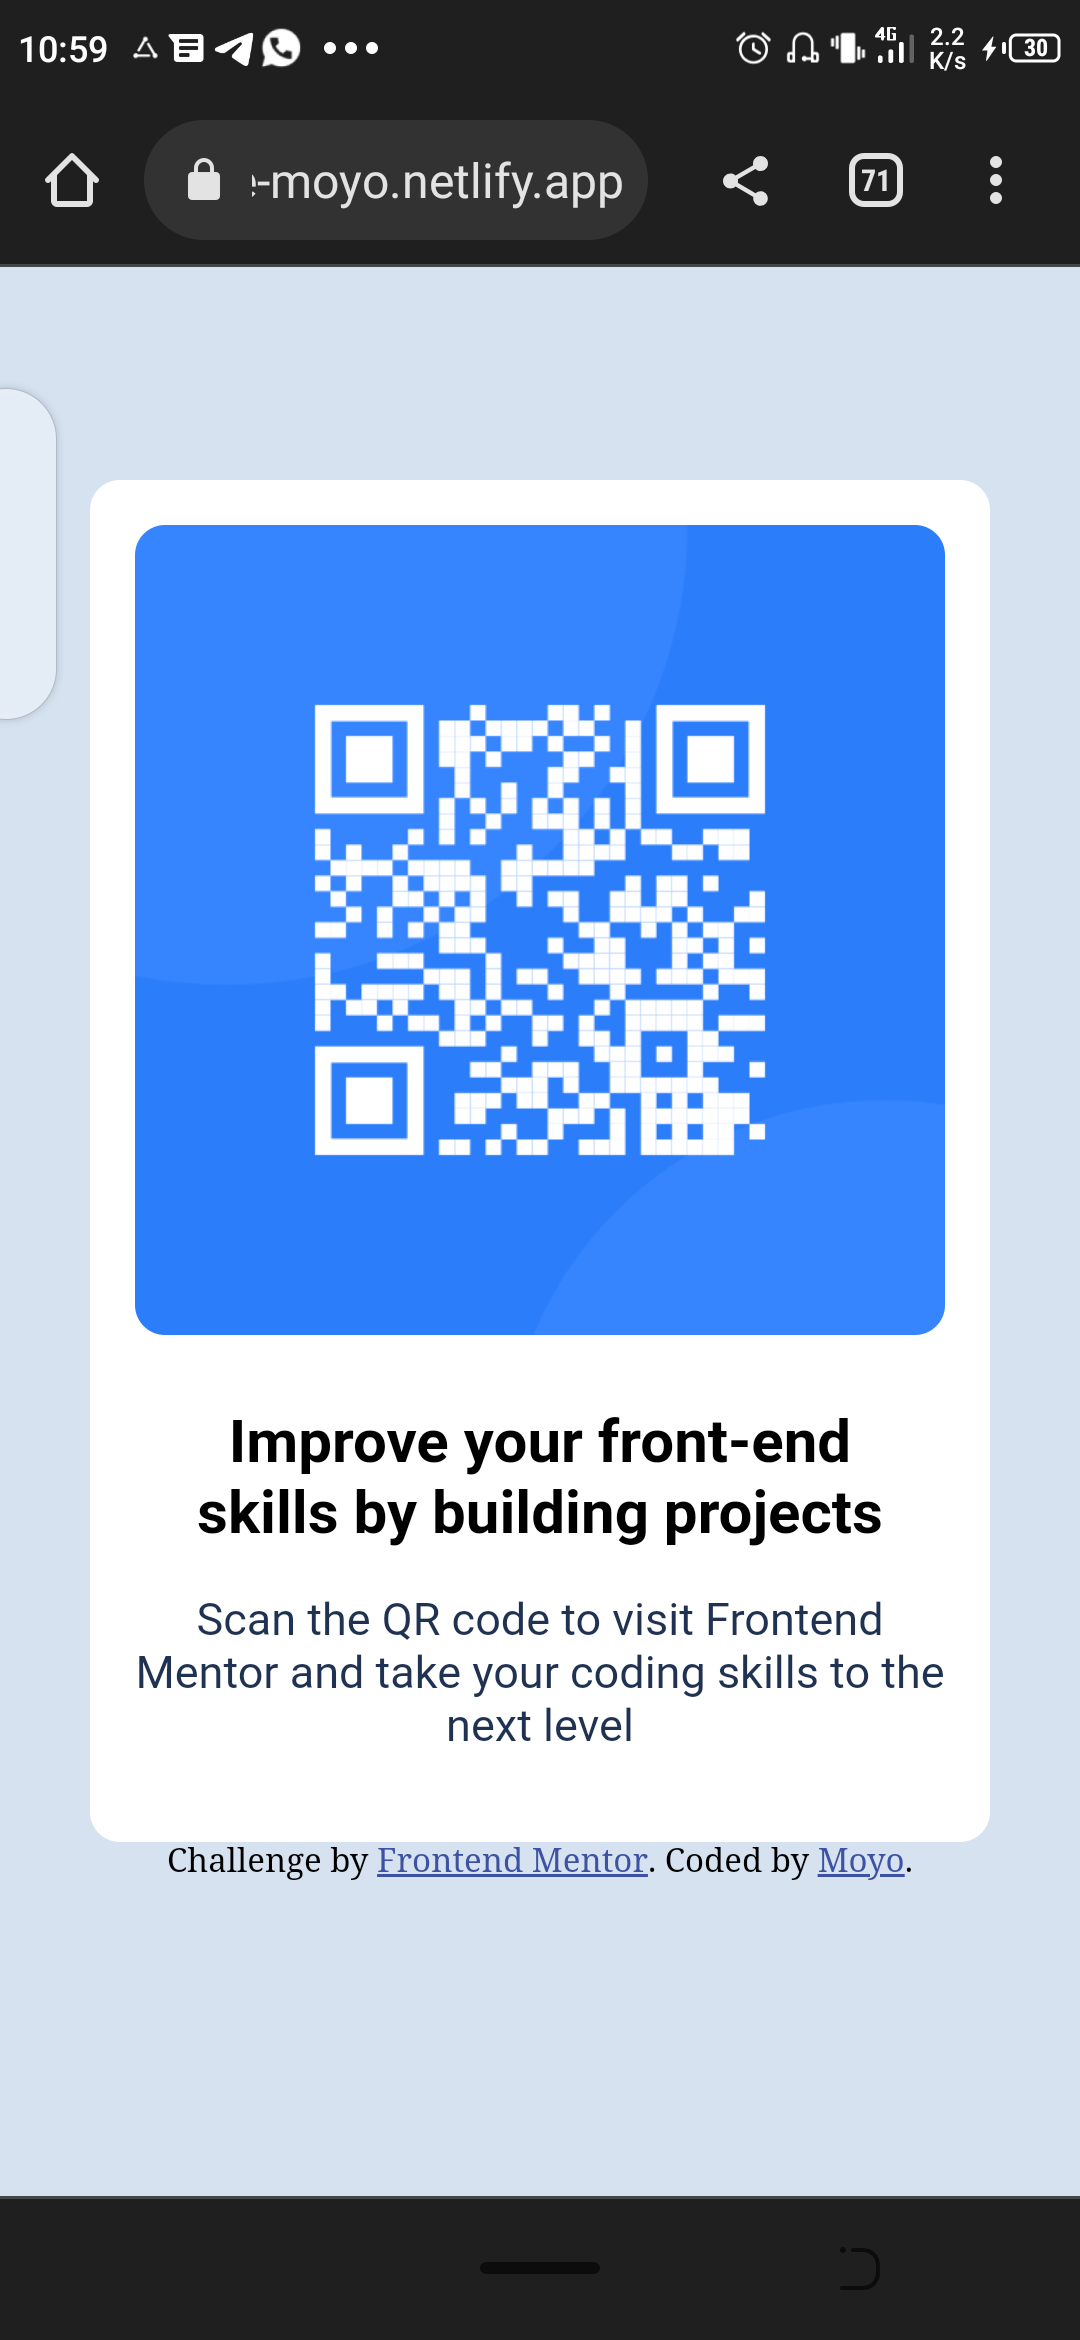 10:59
4G
2.2
K/s
30
-moyo.netlify.app
71
Improve your front-end
skills by building projects
Scan the QR code to visit Frontend
Mentor and take your coding skills to the
next level
Challenge by Frontend Mentor. Coded by Moyo.